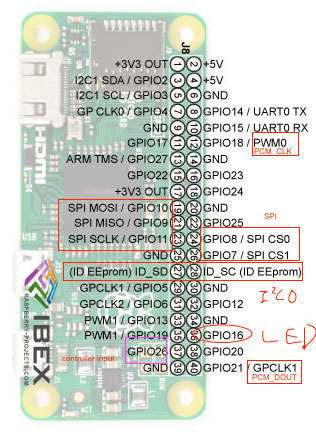 J8
+3V3 OUT 1 2 +5V
I2C1 SDA / GPIO2 3 4 +5V
I2C1 SCL / GPIO3 5 6 GND
GP CLK0 / GPIO4 7 8 GPIO14 / UART0 TX
GND 9 10 GPIO15 / UART0 RX
GPIO17 11 12 GPIO18 / PWM0
PCM_CLK
ARM TMS / GPIO27 13 14 GND
GPIO22 15 16 GPIO23
+3V3 OUT 17 18 GPIO24
SPI
SPI MOSI / GPIO10 19 20 GND
SPI MISO / GPIO9 21 22 GPIO25
SPI SCLK / GPIO11 23 24 GPIO8 / SPI CS0
GND 25 26 GPIO7 / SPI CS1
(ID EEprom) ID_SD 27 28 ID_SC (ID EEprom)
GPCLK1 / GPIO5 29 30 GND
I2C0
GPCLK2 / GPIO6 31 32 GPIO12
PWM1 / GPIO13 33 34 GND
PWM1 / GPIO19 35 36 GPIO16
LED
controller input
GPIO26 37 38 GPIO20
GND 39 40 GPIO21 / GPCLK1
PCM_DOUT
HDMI
USB
IBEX
RASPBERRY-PROJECTS.COM
ACT